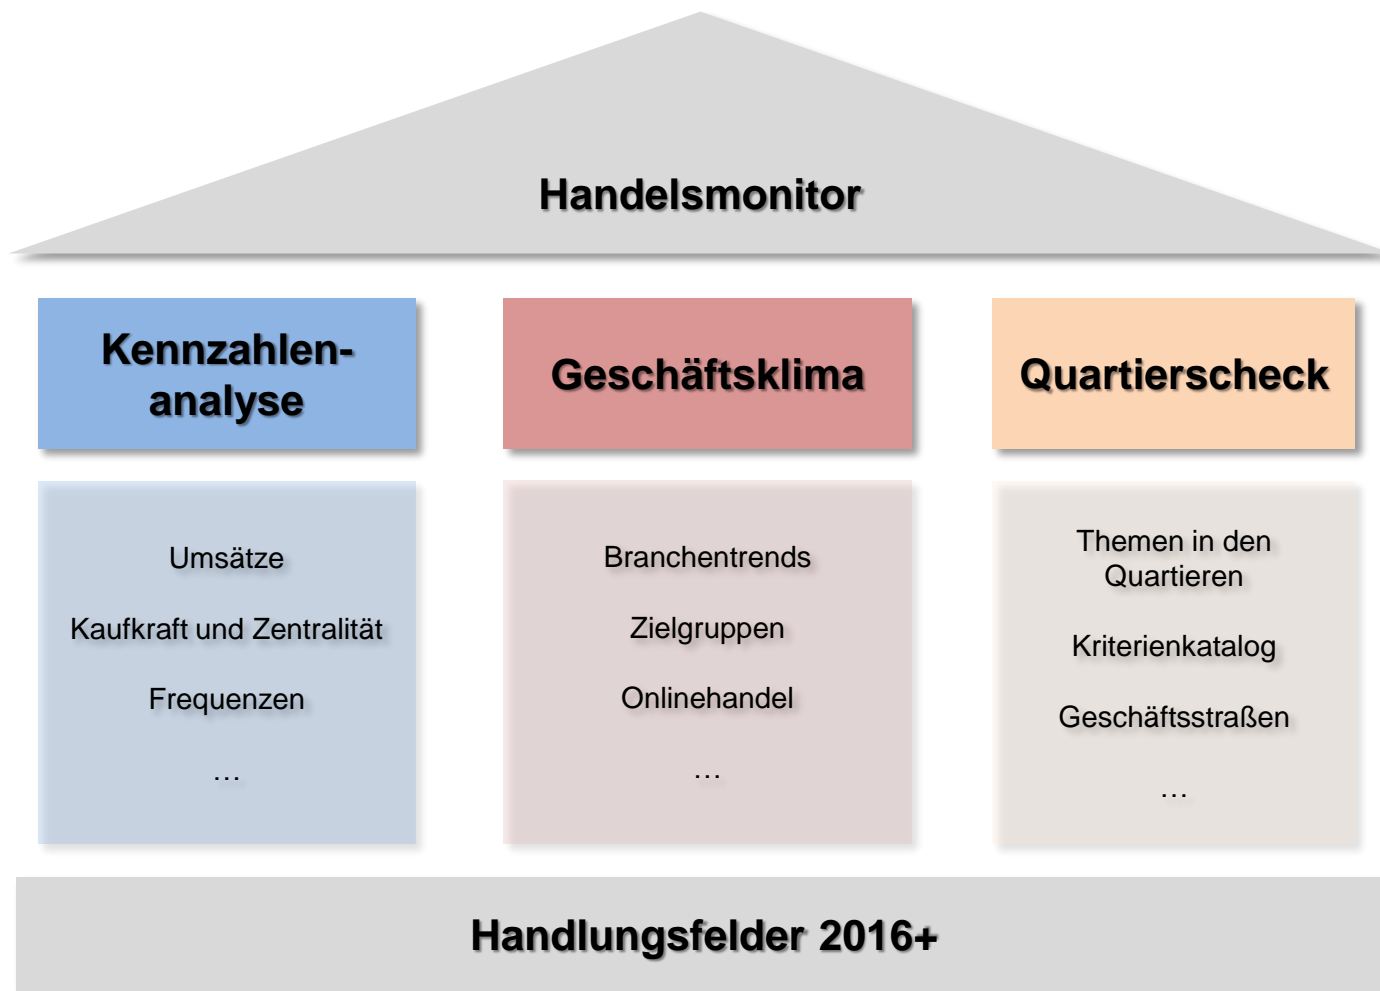 Handelsmonitor
Kennzahlen-
analyse
Geschäftsklima
Quartierscheck
Umsätze
Kaufkraft und Zentralität
Frequenzen
…
Branchentrends
Zielgruppen
Onlinehandel
…
Themen in den
Quartieren
Kriterienkatalog
Geschäftsstraßen
…
Handlungsfelder 2016+